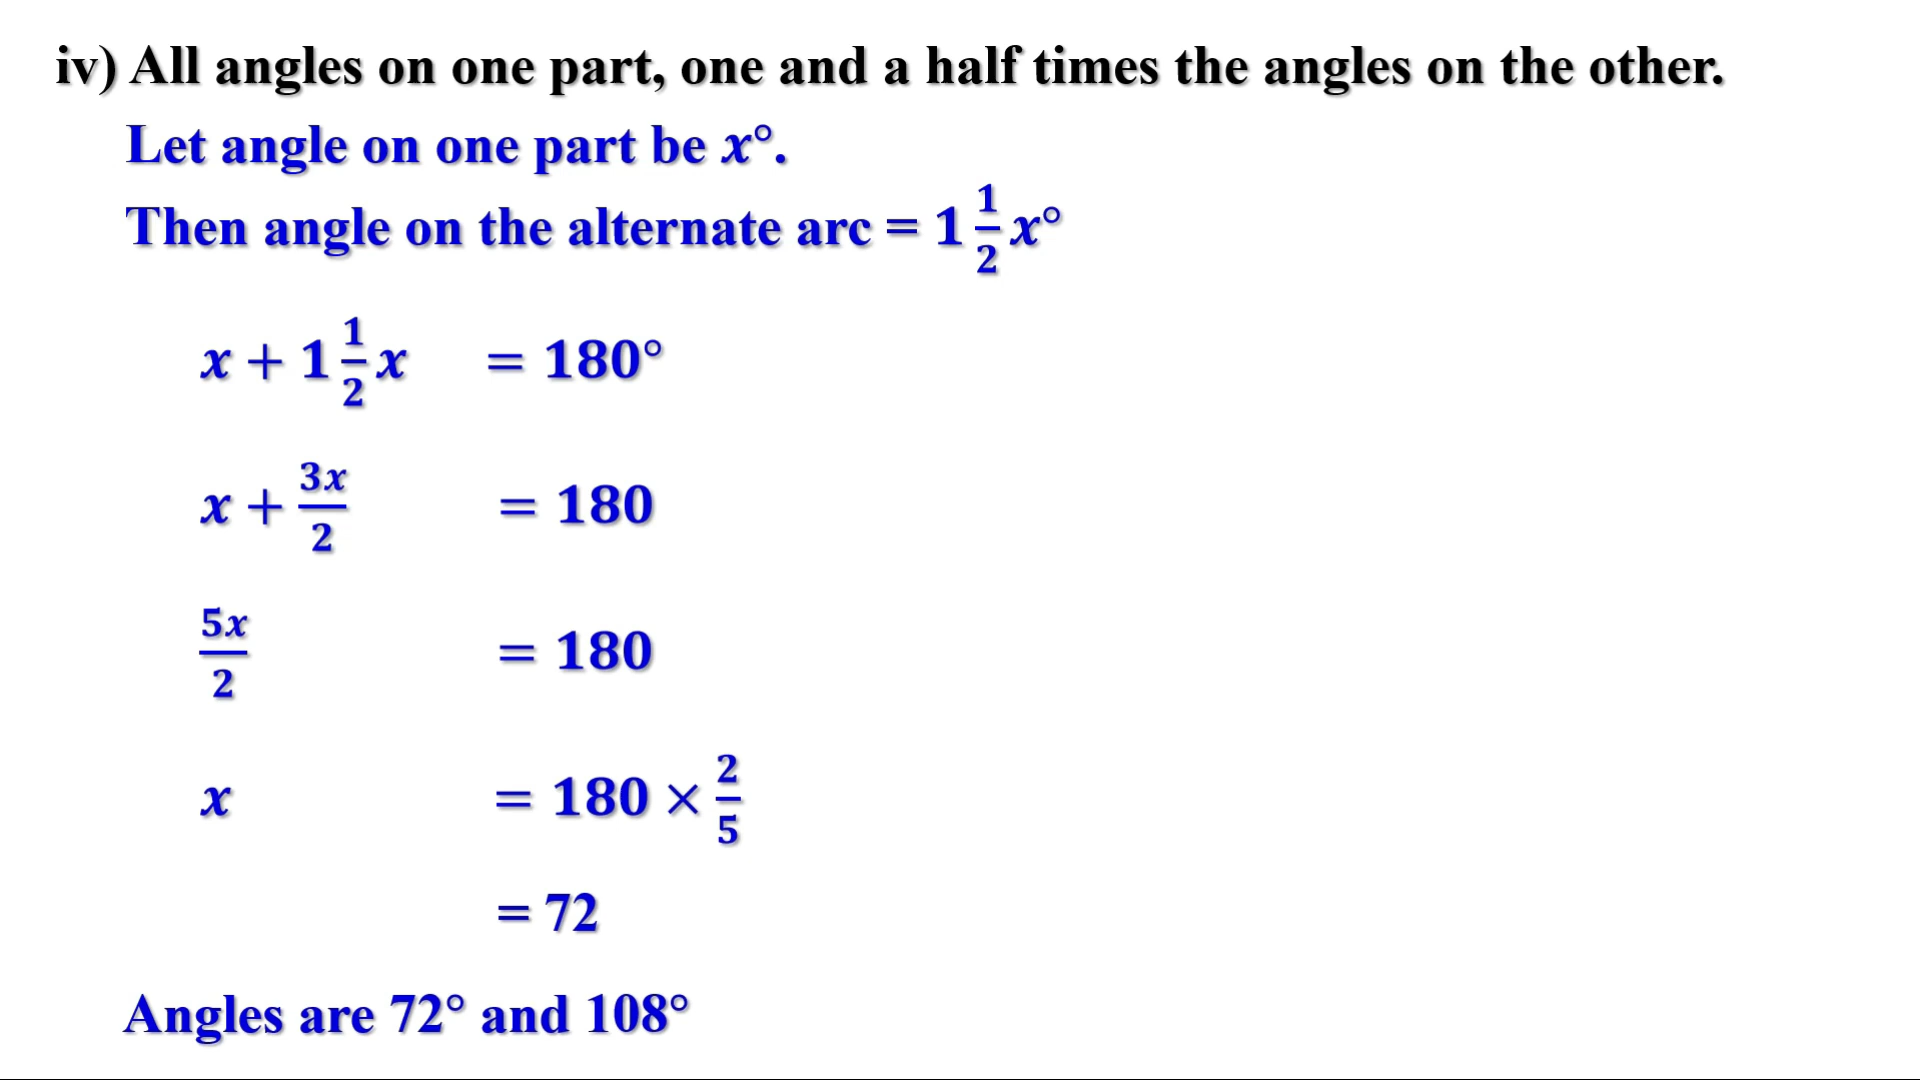 iv) All angles on one part, one and a half times the angles on the other.
Let angle on one part be x°.
Then angle on the alternate arc = 1 1/2 x°
x + 1 1/2 x = 180°
x + 3x/2 = 180
5x/2 = 180
x = 180 × 2/5
= 72
Angles are 72° and 108°